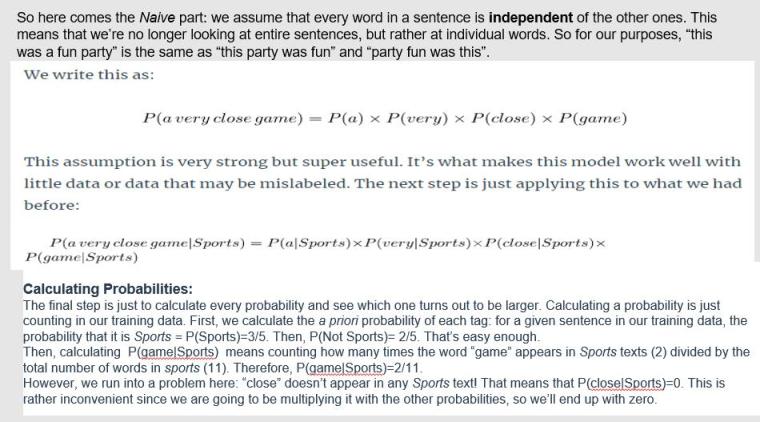 So here comes the Naive part: we assume that every word in a sentence is independent of the other ones. This
means that we're no longer looking at entire sentences, but rather at individual words. So for our purposes, “this
was a fun party” is the same as “this party was fun” and “party fun was this”.
We write this as:
P(a very close game) = P(a) × P(very) × P(close) × P(game)
This assumption is very strong but super useful. It's what makes this model work well with
little data or data that may be mislabeled. The next step is just applying this to what we had
before:
P(a very close game|Sports) = P(a|Sports)×P(very|Sports)×P(close|Sports)×
P(game|Sports)
Calculating Probabilities:
The final step is just to calculate every probability and see which one turns out to be larger. Calculating a probability is just
counting in our training data. First, we calculate the a priori probability of each tag: for a given sentence in our training data, the
probability that it is Sports = P(Sports)=3/5. Then, P(Not Sports)= 2/5. That's easy enough.
Then, calculating P(game|Sports) means counting how many times the word “game” appears in Sports texts (2) divided by the
total number of words in sports (11). Therefore, P(game|Sports)=2/11.
However, we run into a problem here: “close” doesn't appear in any Sports text! That means that P(close|Sports)=0. This is
rather inconvenient since we are going to be multiplying it with the other probabilities, so we'll end up with zero.